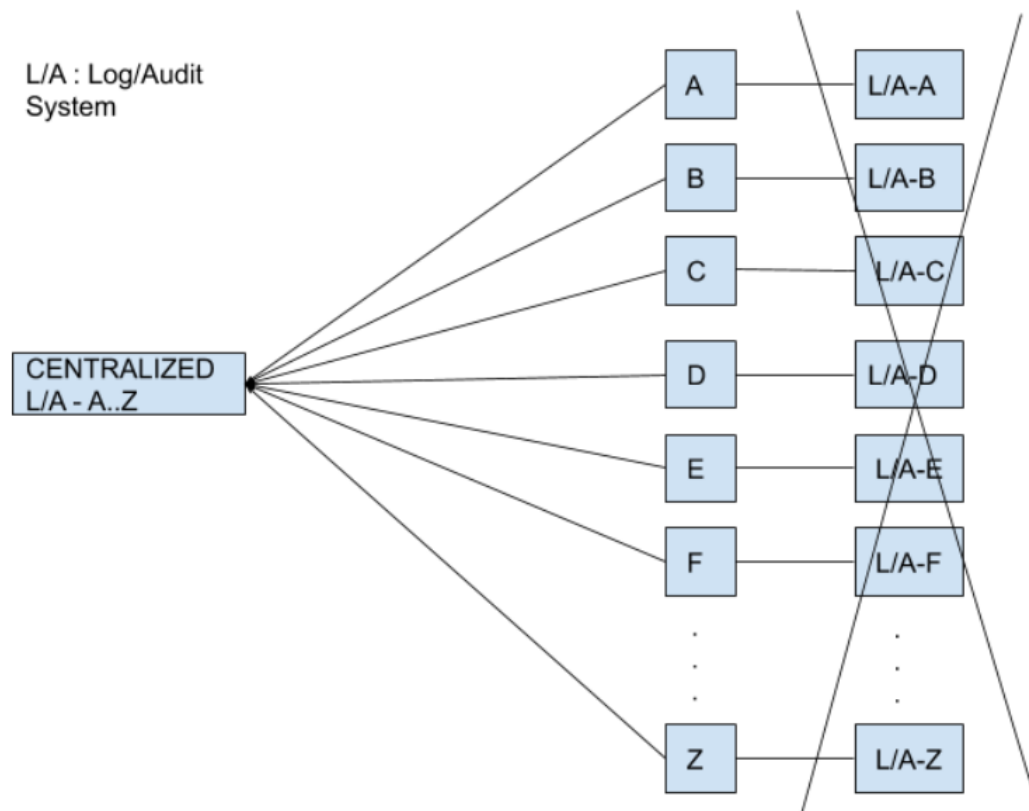 L/A : Log/Audit
System
A
L/A-A
B
L/A-B
C
L/A-C
CENTRALIZED
L/A - A..Z
D
L/A-D
E
L/A-E
F
L/A-F
.
.
.
.
.
.
Z
L/A-Z